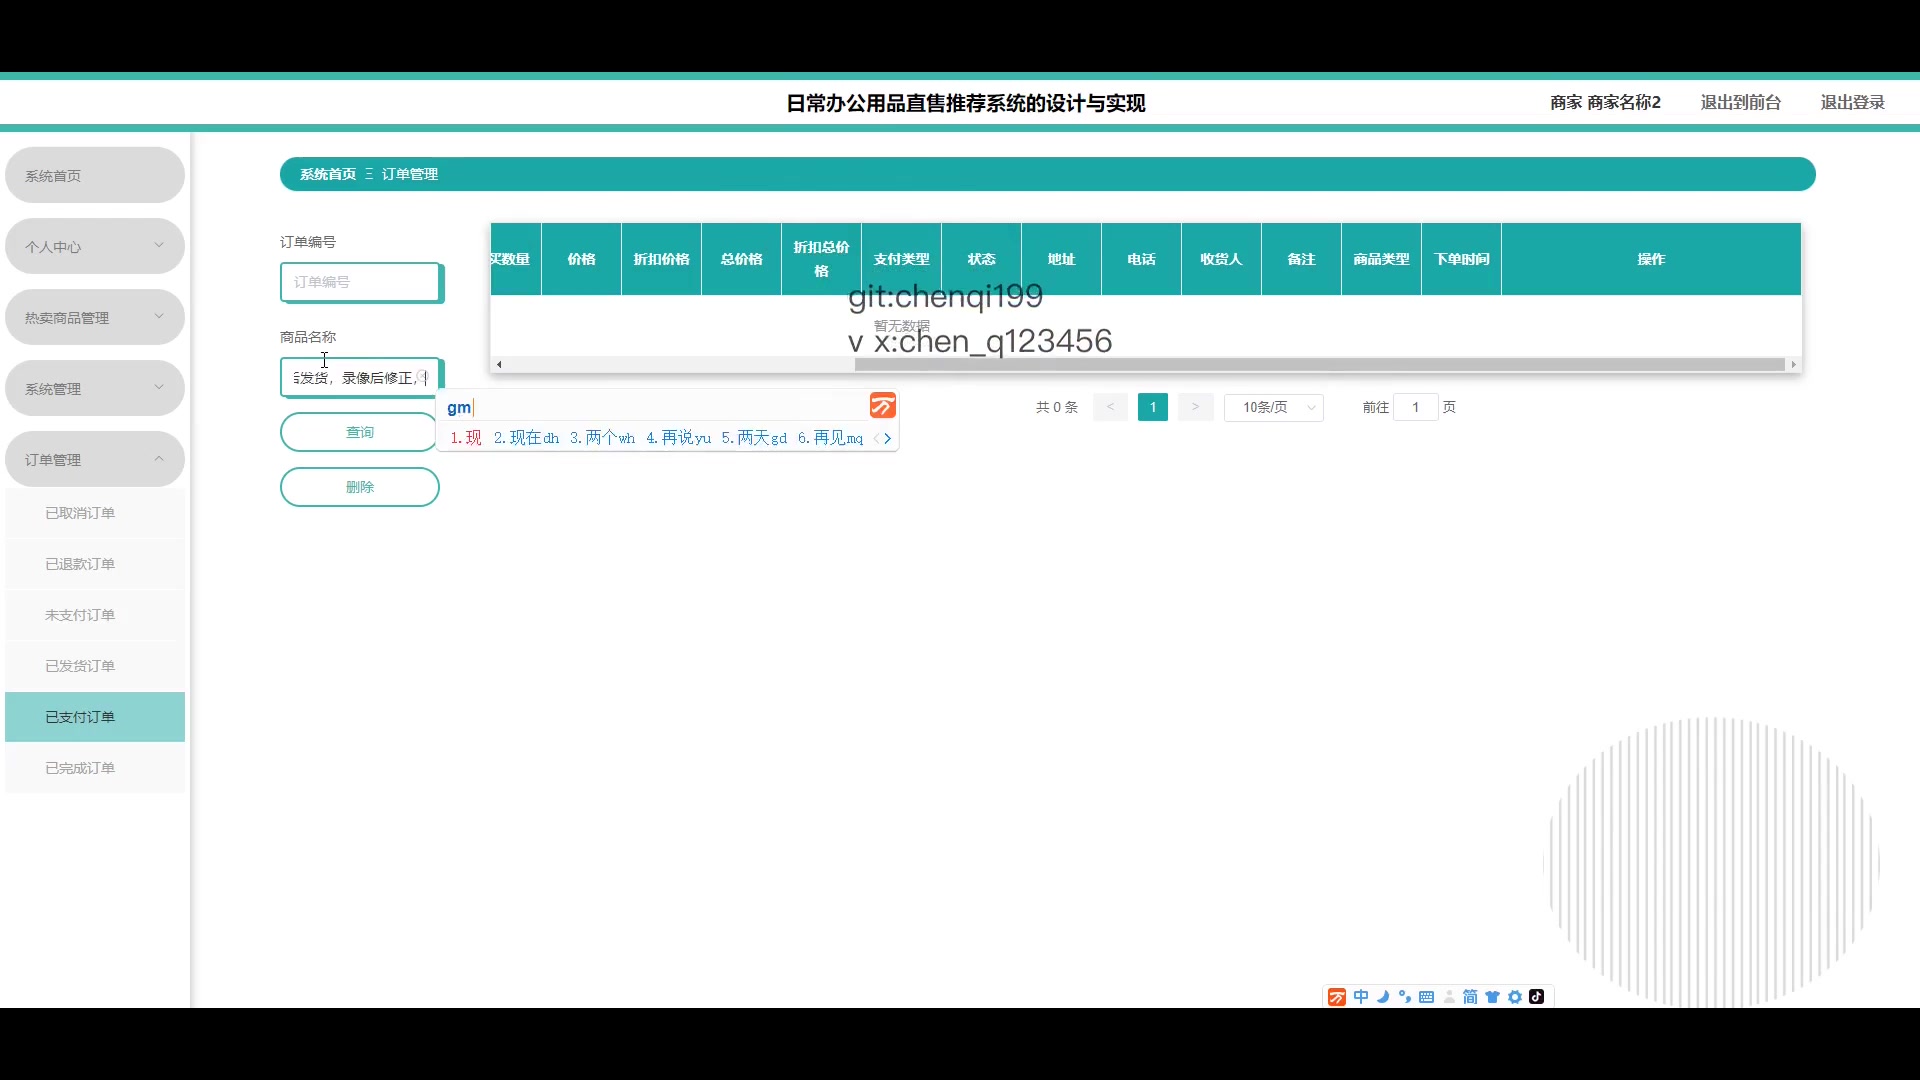 日常办公用品直售推荐系统的设计与实现
商家 商家名称2
退出到前台
退出登录
系统首页
个人中心
热卖商品管理
系统管理
订单管理
已取消订单
已退款订单
未支付订单
已发货订单
已支付订单
已完成订单
系统首页 Ξ 订单管理
订单编号
订单编号
商品名称
后发货，录像后修正，
查询
删除
买数量 价格 折扣价格 总价格 折扣总价格 支付类型 状态 地址 电话 收货人 备注 商品类型 下单时间 操作
git:chenqi199
暂无数据
v x:chen_q123456
共 0 条 < 1 > 10条/页 前往 1 页
gm
1.现 2.现在dh 3.两个wh 4.再说yu 5.两天gd 6.再见mq
中 简